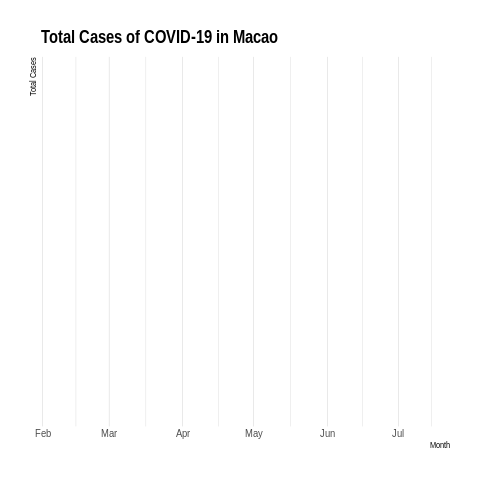 Total Cases of COVID-19 in Macao
Total Cases
Feb Mar Apr May Jun Jul
Month